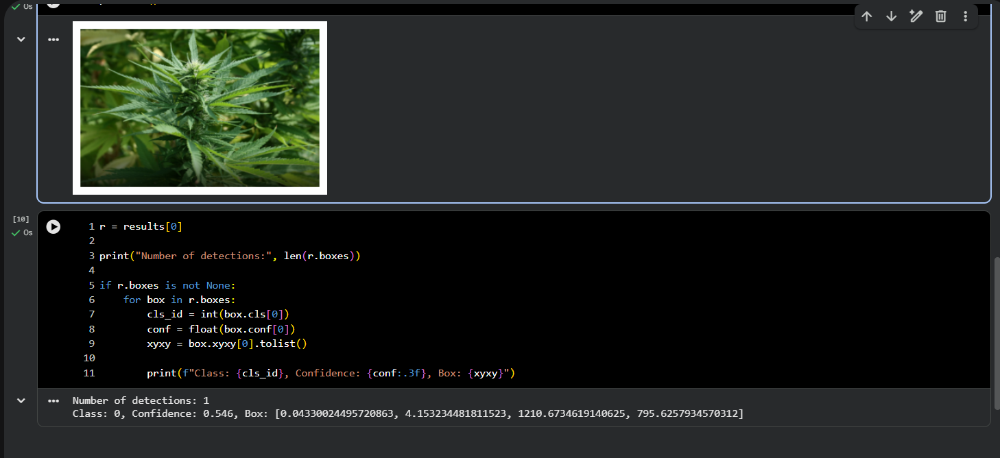 0s
[10]
0s
1 r = results[0]
2
3 print("Number of detections:", len(r.boxes))
4
5 if r.boxes is not None:
6     for box in r.boxes:
7         cls_id = int(box.cls[0])
8         conf = float(box.conf[0])
9         xyxy = box.xyxy[0].tolist()
10
11         print(f"Class: {cls_id}, Confidence: {conf:.3f}, Box: {xyxy}")
Number of detections: 1
Class: 0, Confidence: 0.546, Box: [0.04330024495720863, 4.153234481811523, 1210.6734619140625, 795.6257934570312]